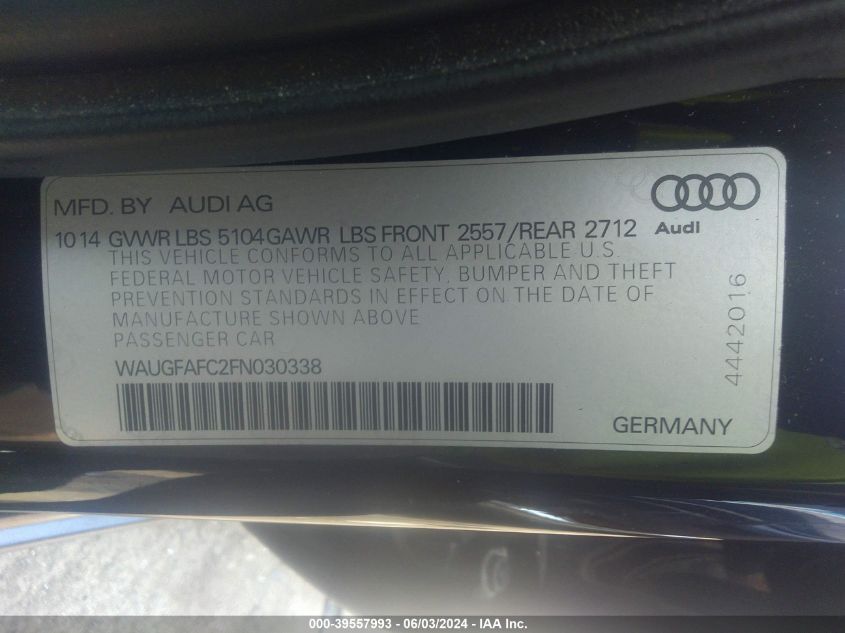 MFD. BY AUDI AG
Audi
10 14 GVWR LBS 5104 GAWR LBS FRONT 2557/REAR 2712
THIS VEHICLE CONFORMS TO ALL APPLICABLE U.S.
FEDERAL MOTOR VEHICLE SAFETY, BUMPER AND THEFT
PREVENTION STANDARDS IN EFFECT ON THE DATE OF
MANUFACTURE SHOWN ABOVE
PASSENGER CAR
WAUGFAFC2FN030338
4442016
GERMANY
000-39557993 - 06/03/2024 - IAA Inc.